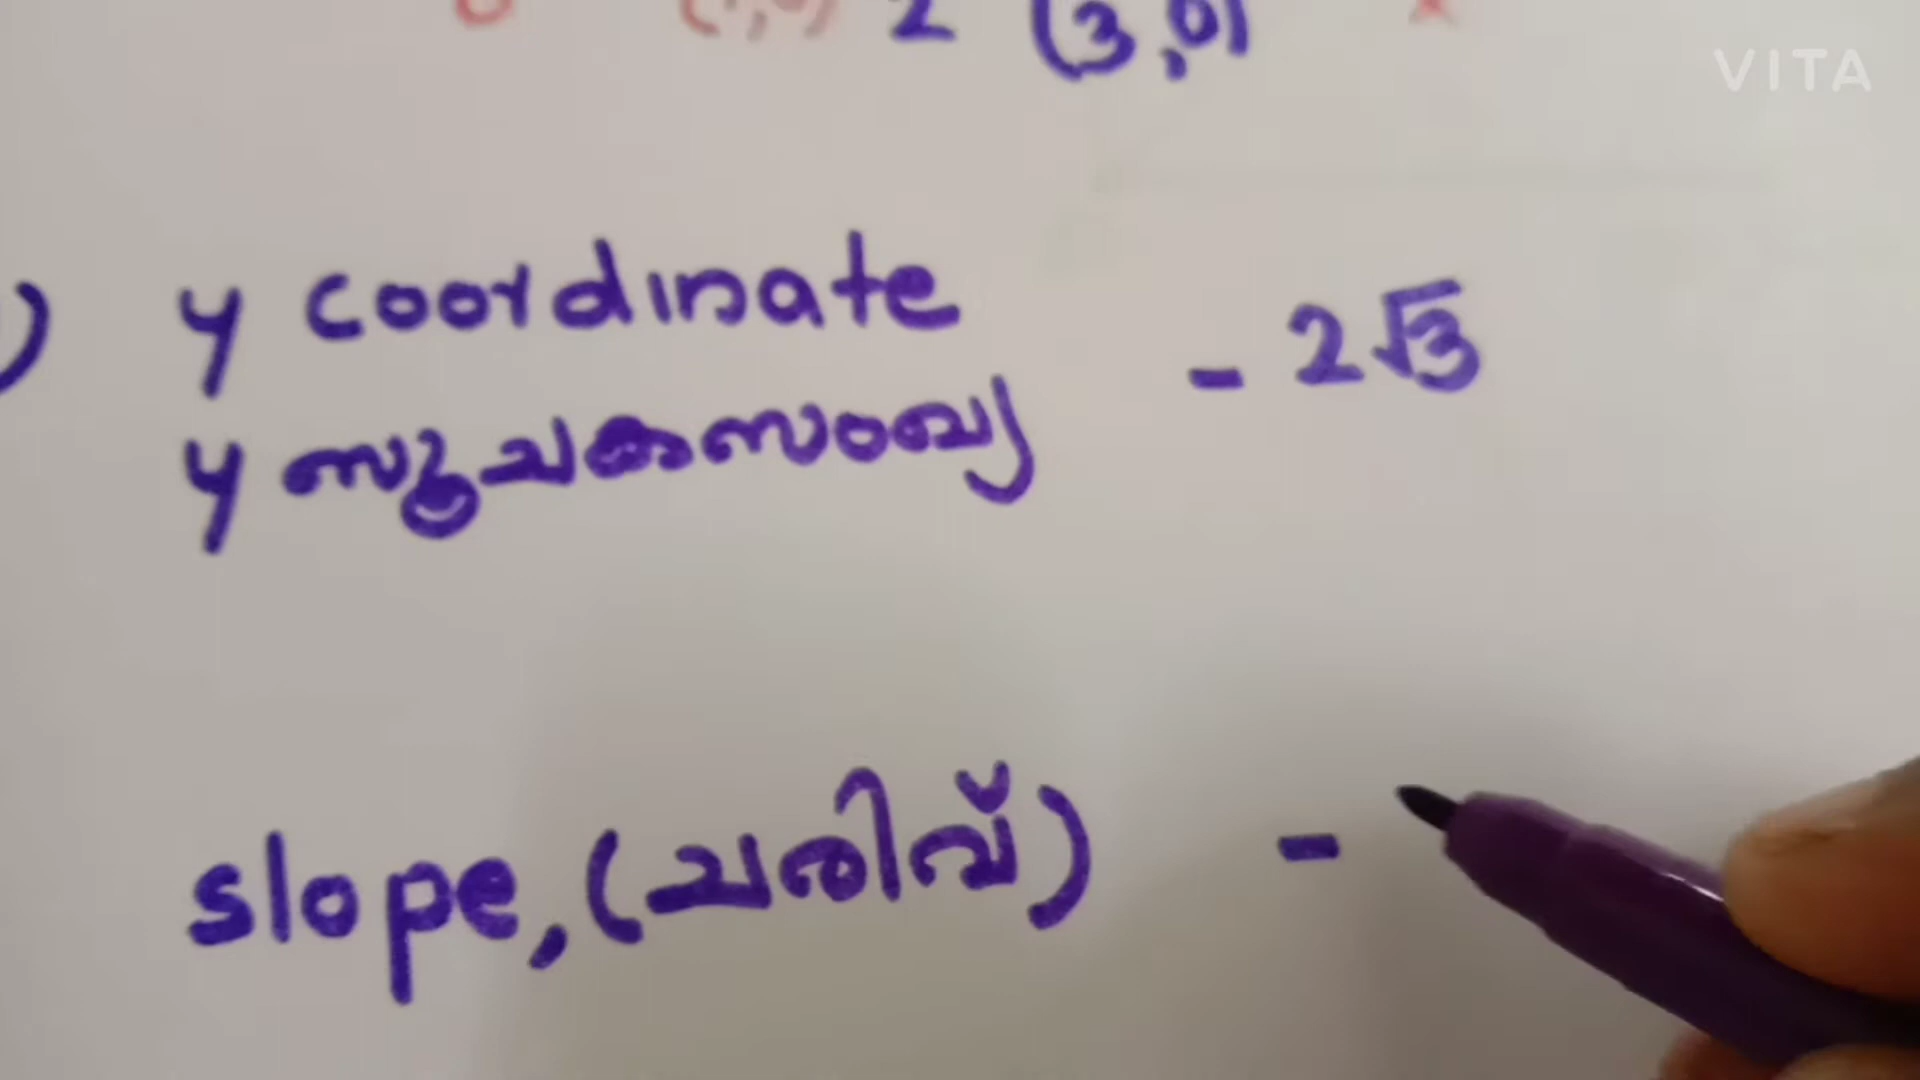 2 (3,0)
VITA
) y coordinate
- 2√3
y സൂചകസംഖ്യ
slope, (ചരിവ്) -